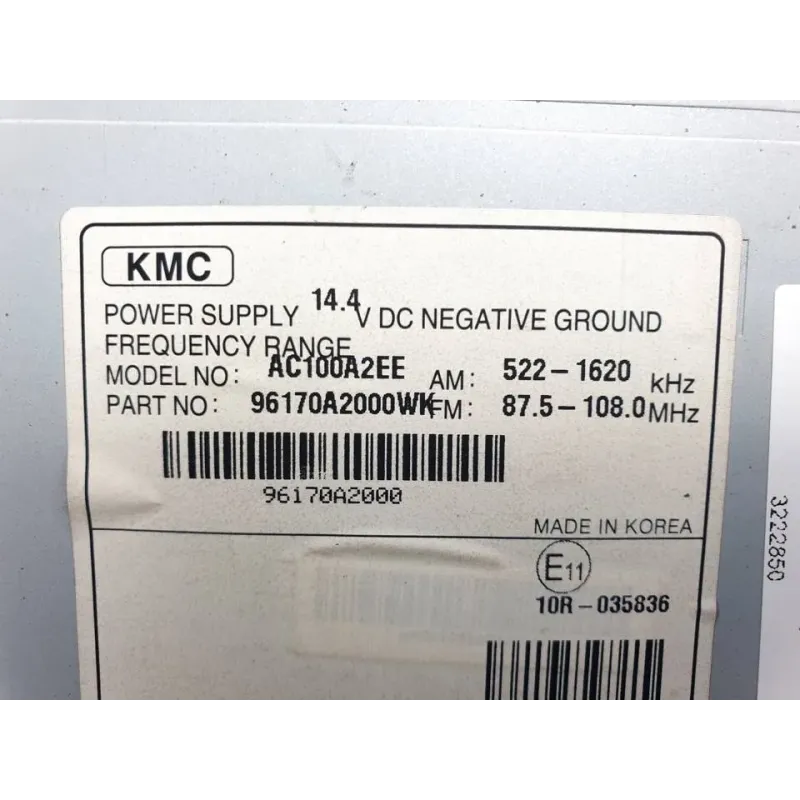 KMC
POWER SUPPLY 14.4 V DC NEGATIVE GROUND
FREQUENCY RANGE
MODEL NO: AC100A2EE AM: 522-1620 kHz
PART NO: 96170A2000WK FM: 87.5-108.0 MHz
96170A2000
MADE IN KOREA
E11
10R-035836
3222850